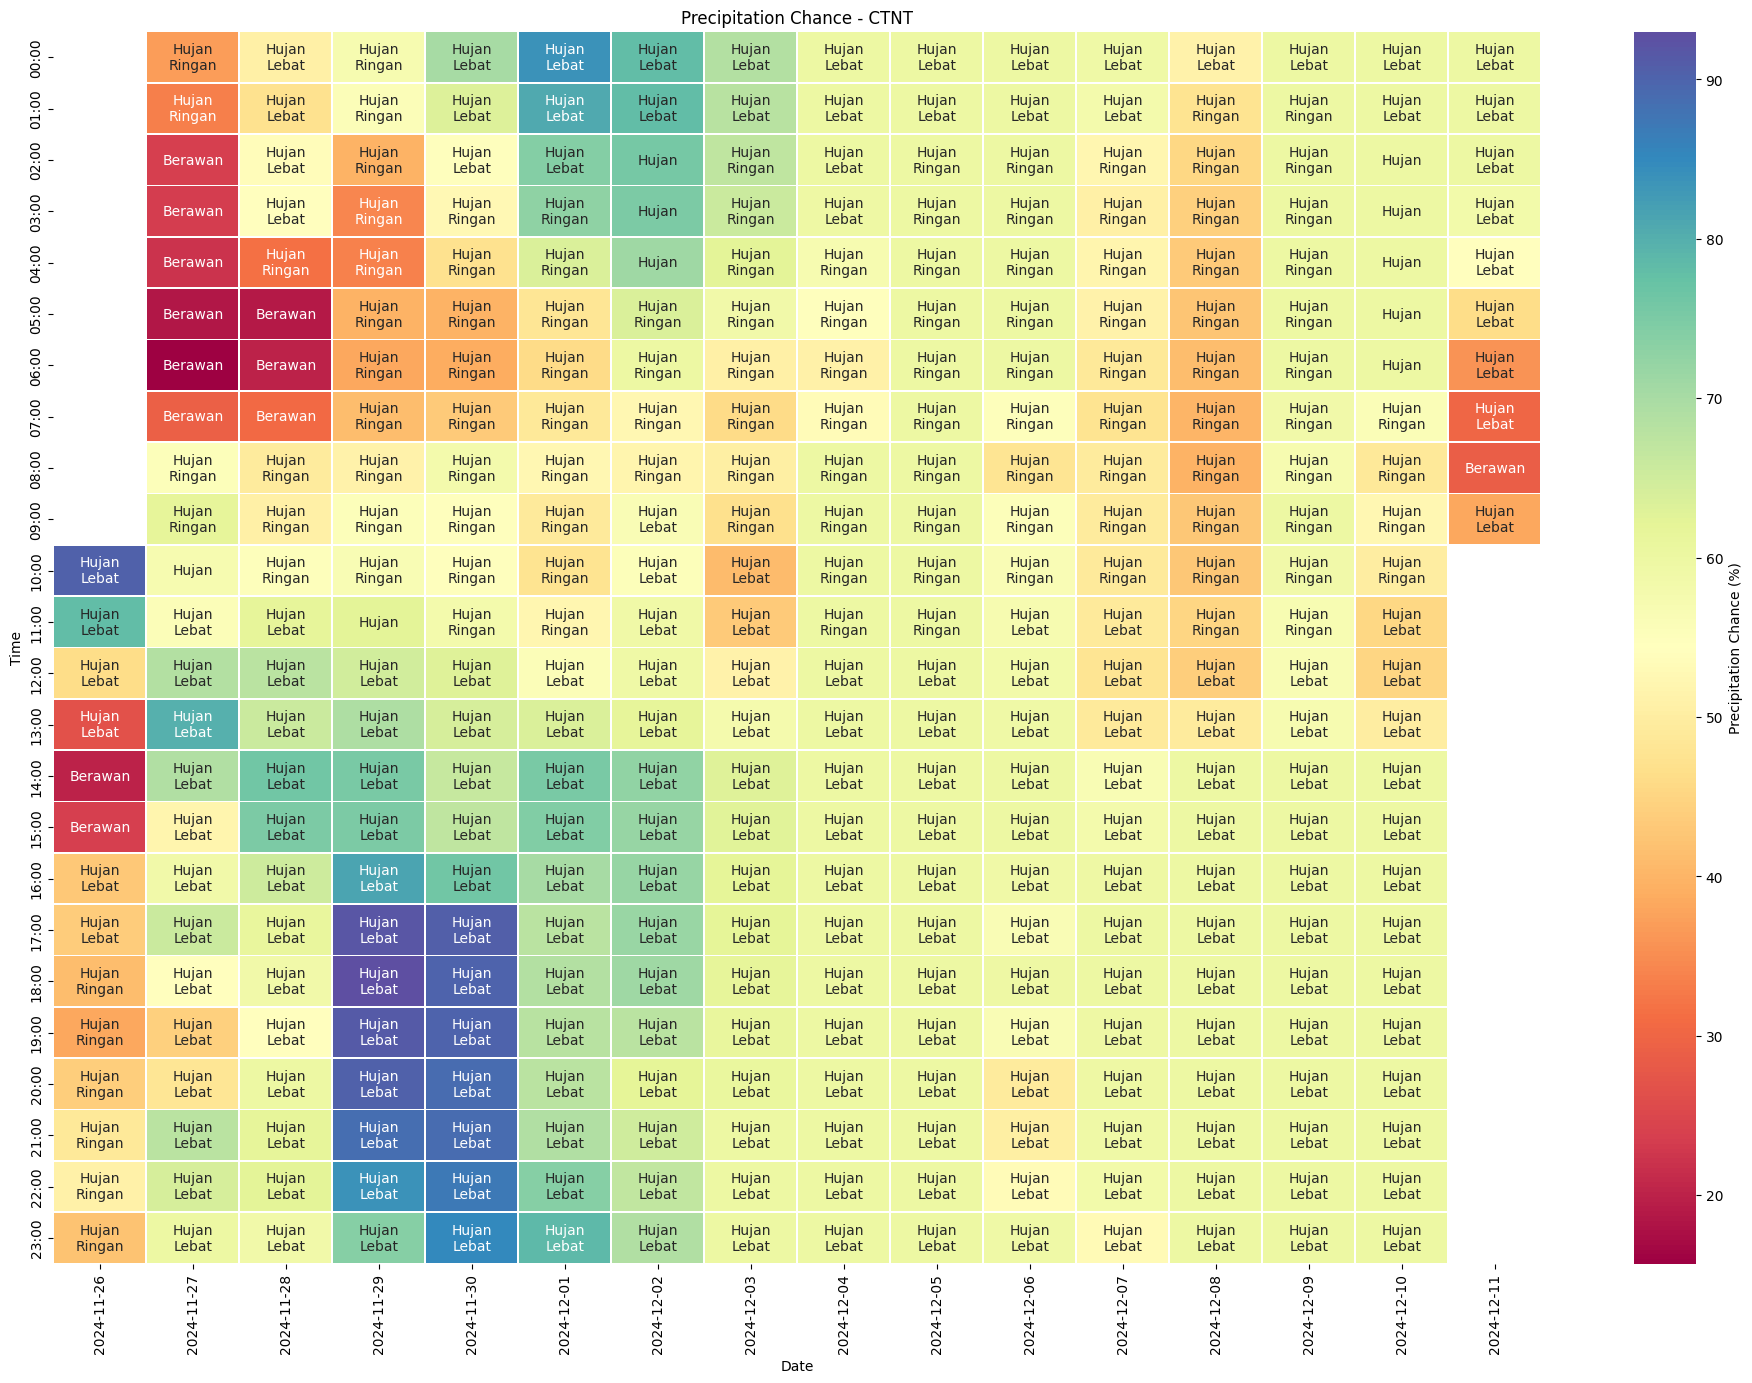 Precipitation Chance - CTNT
00:00 Hujan Ringan Hujan Lebat Hujan Ringan Hujan Lebat Hujan Lebat Hujan Lebat Hujan Lebat Hujan Lebat Hujan Lebat Hujan Lebat Hujan Lebat Hujan Lebat Hujan Lebat Hujan Lebat Hujan Lebat
01:00 Hujan Ringan Hujan Lebat Hujan Ringan Hujan Lebat Hujan Lebat Hujan Lebat Hujan Lebat Hujan Lebat Hujan Lebat Hujan Lebat Hujan Lebat Hujan Ringan Hujan Ringan Hujan Lebat Hujan Lebat
02:00 Berawan Hujan Lebat Hujan Ringan Hujan Lebat Hujan Lebat Hujan Hujan Ringan Hujan Lebat Hujan Ringan Hujan Ringan Hujan Ringan Hujan Ringan Hujan Ringan Hujan Hujan Lebat
03:00 Berawan Hujan Lebat Hujan Ringan Hujan Ringan Hujan Ringan Hujan Hujan Ringan Hujan Lebat Hujan Ringan Hujan Ringan Hujan Ringan Hujan Ringan Hujan Ringan Hujan Hujan Lebat
04:00 Berawan Hujan Ringan Hujan Ringan Hujan Ringan Hujan Ringan Hujan Hujan Ringan Hujan Ringan Hujan Ringan Hujan Ringan Hujan Ringan Hujan Ringan Hujan Ringan Hujan Hujan Lebat
05:00 Berawan Berawan Hujan Ringan Hujan Ringan Hujan Ringan Hujan Ringan Hujan Ringan Hujan Ringan Hujan Ringan Hujan Ringan Hujan Ringan Hujan Ringan Hujan Ringan Hujan Hujan Lebat
06:00 Berawan Berawan Hujan Ringan Hujan Ringan Hujan Ringan Hujan Ringan Hujan Ringan Hujan Ringan Hujan Ringan Hujan Ringan Hujan Ringan Hujan Ringan Hujan Ringan Hujan Hujan Lebat
07:00 Berawan Berawan Hujan Ringan Hujan Ringan Hujan Ringan Hujan Ringan Hujan Ringan Hujan Ringan Hujan Ringan Hujan Ringan Hujan Ringan Hujan Ringan Hujan Ringan Hujan Ringan Hujan Lebat
08:00 Hujan Ringan Hujan Ringan Hujan Ringan Hujan Ringan Hujan Ringan Hujan Ringan Hujan Ringan Hujan Ringan Hujan Ringan Hujan Ringan Hujan Ringan Hujan Ringan Hujan Ringan Hujan Ringan Berawan
09:00 Hujan Ringan Hujan Ringan Hujan Ringan Hujan Ringan Hujan Ringan Hujan Lebat Hujan Ringan Hujan Ringan Hujan Ringan Hujan Ringan Hujan Ringan Hujan Ringan Hujan Ringan Hujan Ringan Hujan Lebat
10:00 Hujan Lebat Hujan Hujan Ringan Hujan Ringan Hujan Ringan Hujan Ringan Hujan Lebat Hujan Lebat Hujan Ringan Hujan Ringan Hujan Ringan Hujan Ringan Hujan Ringan Hujan Ringan Hujan Ringan
11:00 Hujan Lebat Hujan Lebat Hujan Lebat Hujan Hujan Ringan Hujan Ringan Hujan Lebat Hujan Lebat Hujan Ringan Hujan Ringan Hujan Lebat Hujan Lebat Hujan Lebat Hujan Ringan Hujan Lebat
12:00 Hujan Lebat Hujan Lebat Hujan Lebat Hujan Lebat Hujan Lebat Hujan Lebat Hujan Lebat Hujan Lebat Hujan Lebat Hujan Lebat Hujan Lebat Hujan Lebat Hujan Lebat Hujan Lebat Hujan Lebat
13:00 Hujan Lebat Hujan Lebat Hujan Lebat Hujan Lebat Hujan Lebat Hujan Lebat Hujan Lebat Hujan Lebat Hujan Lebat Hujan Lebat Hujan Lebat Hujan Lebat Hujan Lebat Hujan Lebat Hujan Lebat
14:00 Berawan Hujan Lebat Hujan Lebat Hujan Lebat Hujan Lebat Hujan Lebat Hujan Lebat Hujan Lebat Hujan Lebat Hujan Lebat Hujan Lebat Hujan Lebat Hujan Lebat Hujan Lebat Hujan Lebat
15:00 Berawan Hujan Lebat Hujan Lebat Hujan Lebat Hujan Lebat Hujan Lebat Hujan Lebat Hujan Lebat Hujan Lebat Hujan Lebat Hujan Lebat Hujan Lebat Hujan Lebat Hujan Lebat Hujan Lebat
16:00 Hujan Lebat Hujan Lebat Hujan Lebat Hujan Lebat Hujan Lebat Hujan Lebat Hujan Lebat Hujan Lebat Hujan Lebat Hujan Lebat Hujan Lebat Hujan Lebat Hujan Lebat Hujan Lebat Hujan Lebat
17:00 Hujan Lebat Hujan Lebat Hujan Lebat Hujan Lebat Hujan Lebat Hujan Lebat Hujan Lebat Hujan Lebat Hujan Lebat Hujan Lebat Hujan Lebat Hujan Lebat Hujan Lebat Hujan Lebat Hujan Lebat
18:00 Hujan Ringan Hujan Lebat Hujan Lebat Hujan Lebat Hujan Lebat Hujan Lebat Hujan Lebat Hujan Lebat Hujan Lebat Hujan Lebat Hujan Lebat Hujan Lebat Hujan Lebat Hujan Lebat Hujan Lebat
19:00 Hujan Ringan Hujan Lebat Hujan Lebat Hujan Lebat Hujan Lebat Hujan Lebat Hujan Lebat Hujan Lebat Hujan Lebat Hujan Lebat Hujan Lebat Hujan Lebat Hujan Lebat Hujan Lebat Hujan Lebat
20:00 Hujan Ringan Hujan Lebat Hujan Lebat Hujan Lebat Hujan Lebat Hujan Lebat Hujan Lebat Hujan Lebat Hujan Lebat Hujan Lebat Hujan Lebat Hujan Lebat Hujan Lebat Hujan Lebat Hujan Lebat
21:00 Hujan Ringan Hujan Lebat Hujan Lebat Hujan Lebat Hujan Lebat Hujan Lebat Hujan Lebat Hujan Lebat Hujan Lebat Hujan Lebat Hujan Lebat Hujan Lebat Hujan Lebat Hujan Lebat Hujan Lebat
22:00 Hujan Ringan Hujan Lebat Hujan Lebat Hujan Lebat Hujan Lebat Hujan Lebat Hujan Lebat Hujan Lebat Hujan Lebat Hujan Lebat Hujan Lebat Hujan Lebat Hujan Lebat Hujan Lebat Hujan Lebat
23:00 Hujan Ringan Hujan Lebat Hujan Lebat Hujan Lebat Hujan Lebat Hujan Lebat Hujan Lebat Hujan Lebat Hujan Lebat Hujan Lebat Hujan Lebat Hujan Lebat Hujan Lebat Hujan Lebat Hujan Lebat
Time
2024-11-26
2024-11-27
2024-11-28
2024-11-29
2024-11-30
2024-12-01
2024-12-02
2024-12-03
2024-12-04
2024-12-05
2024-12-06
2024-12-07
2024-12-08
2024-12-09
2024-12-10
2024-12-11
Date
90
80
70
60
50
40
30
20
Precipitation Chance (%)